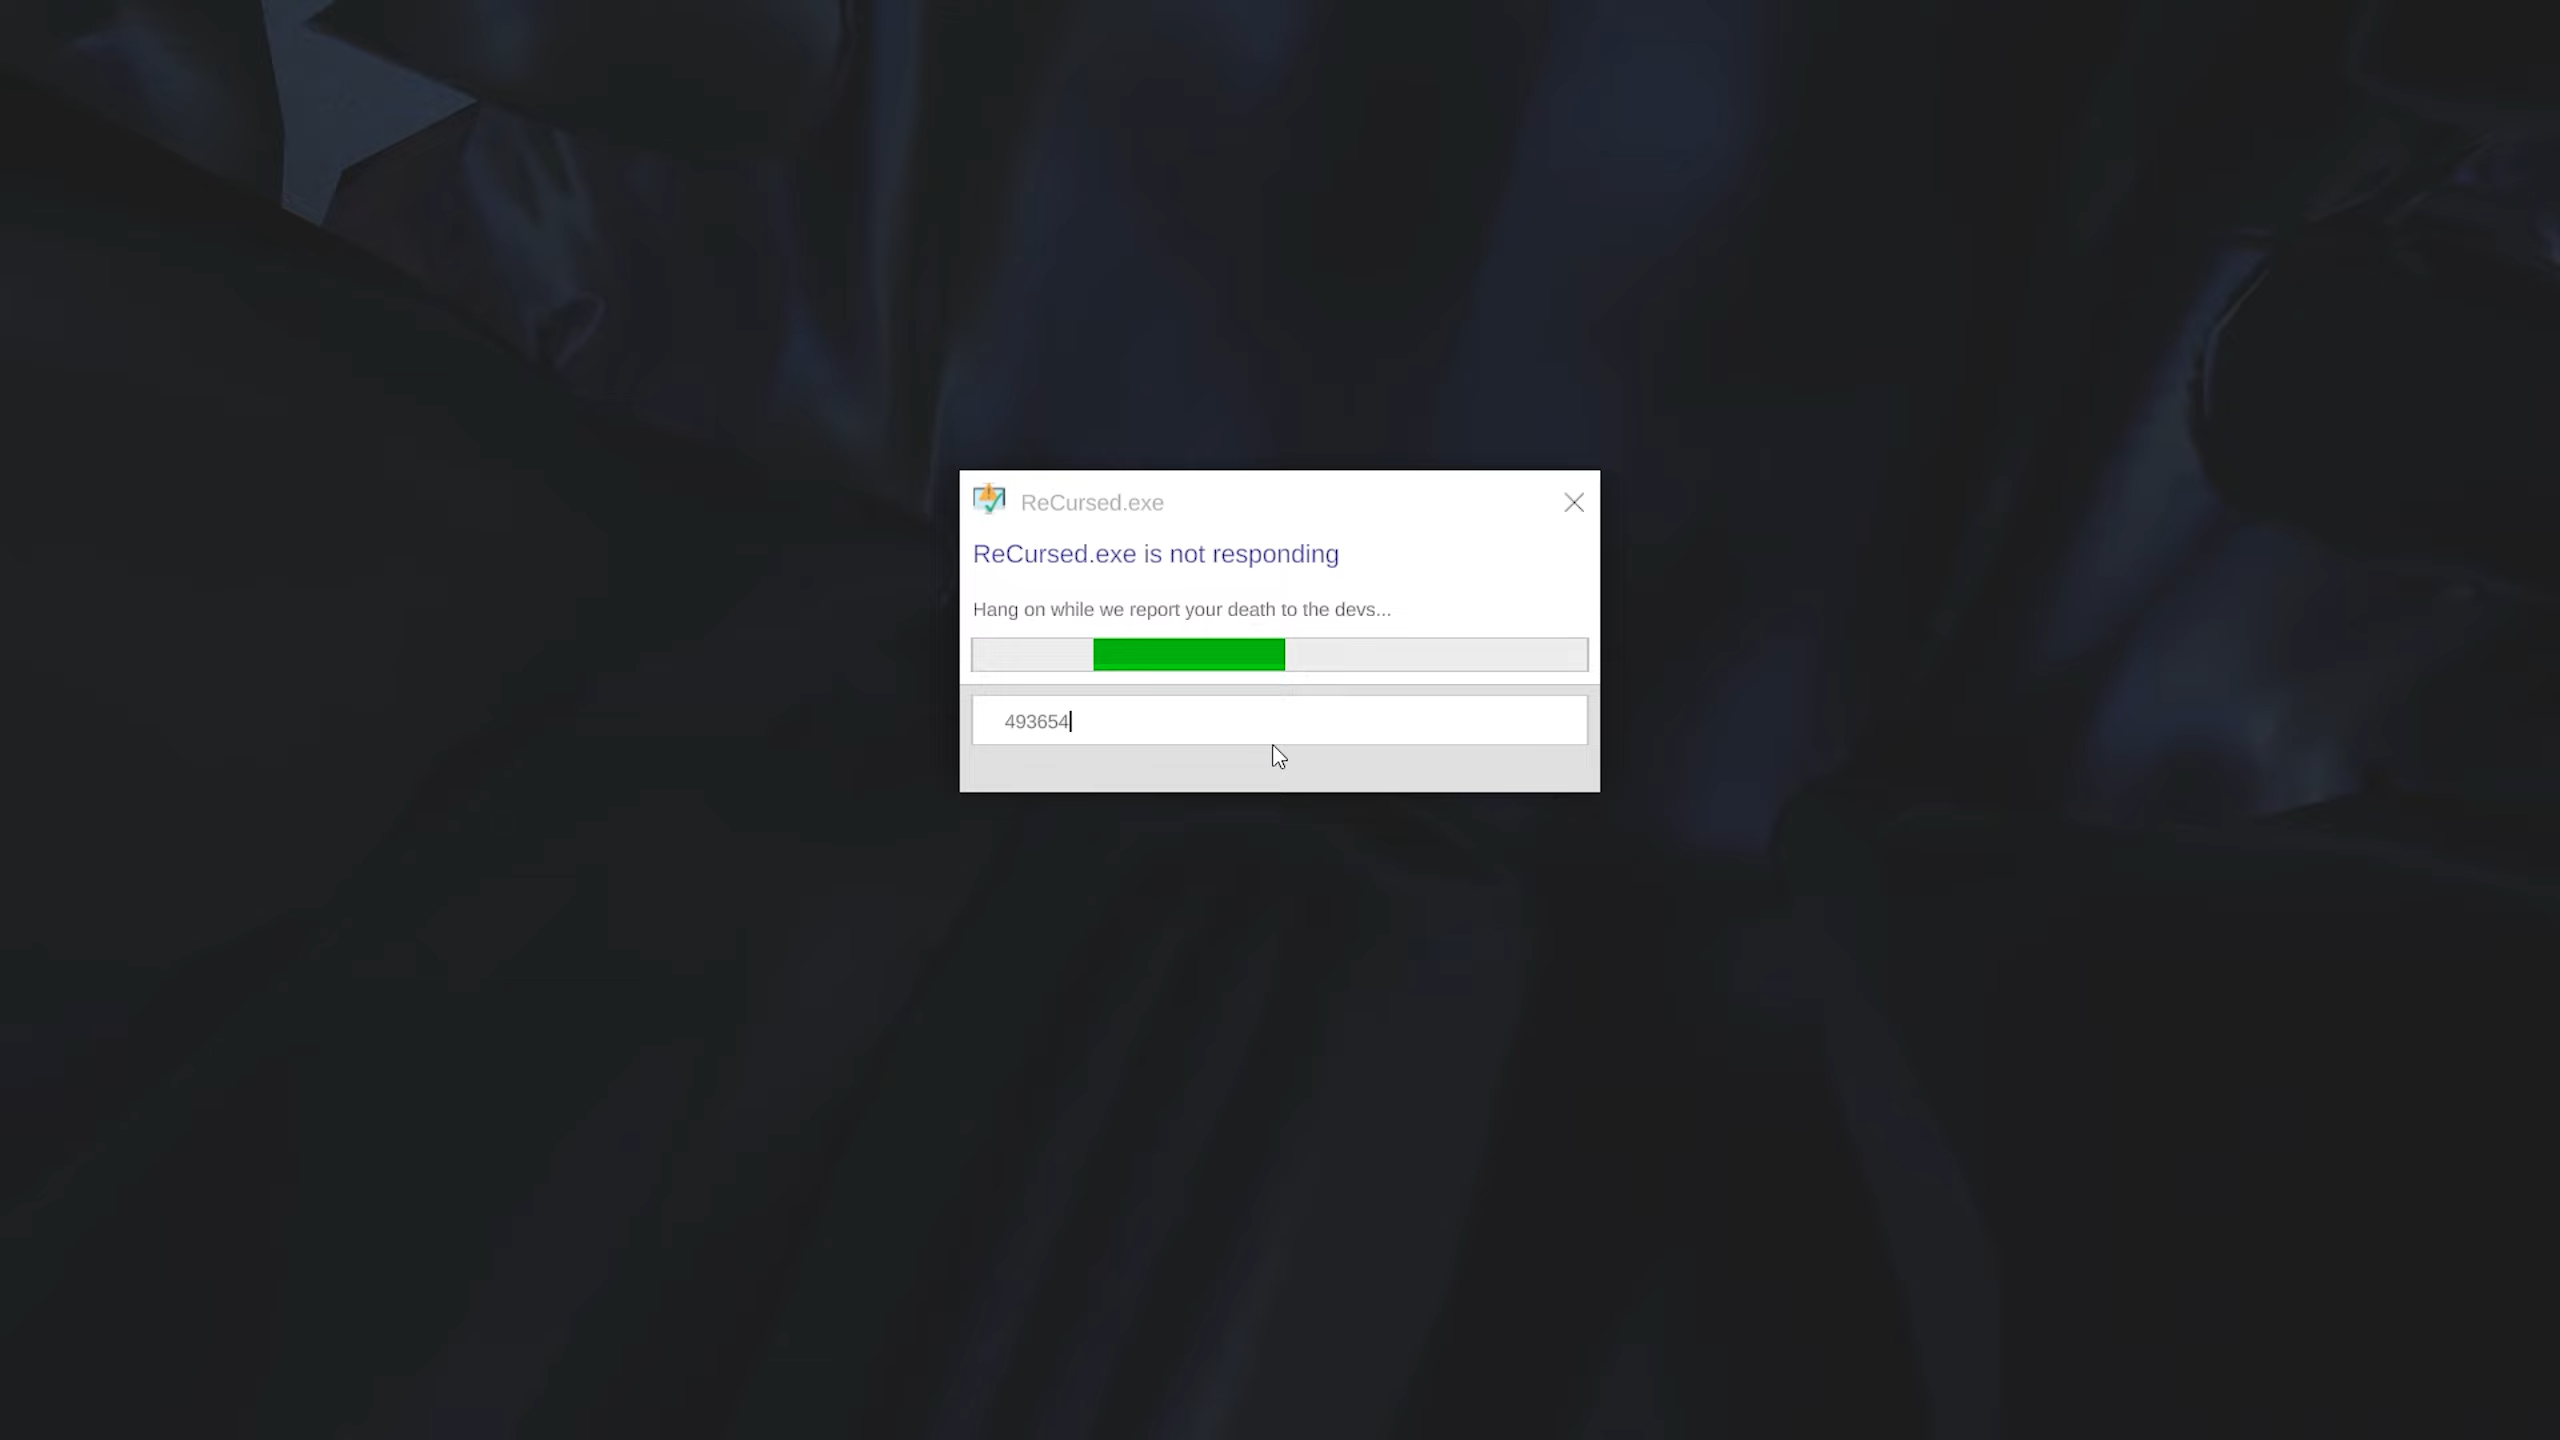 ReCursed.exe
ReCursed.exe is not responding
Hang on while we report your death to the devs...
493654